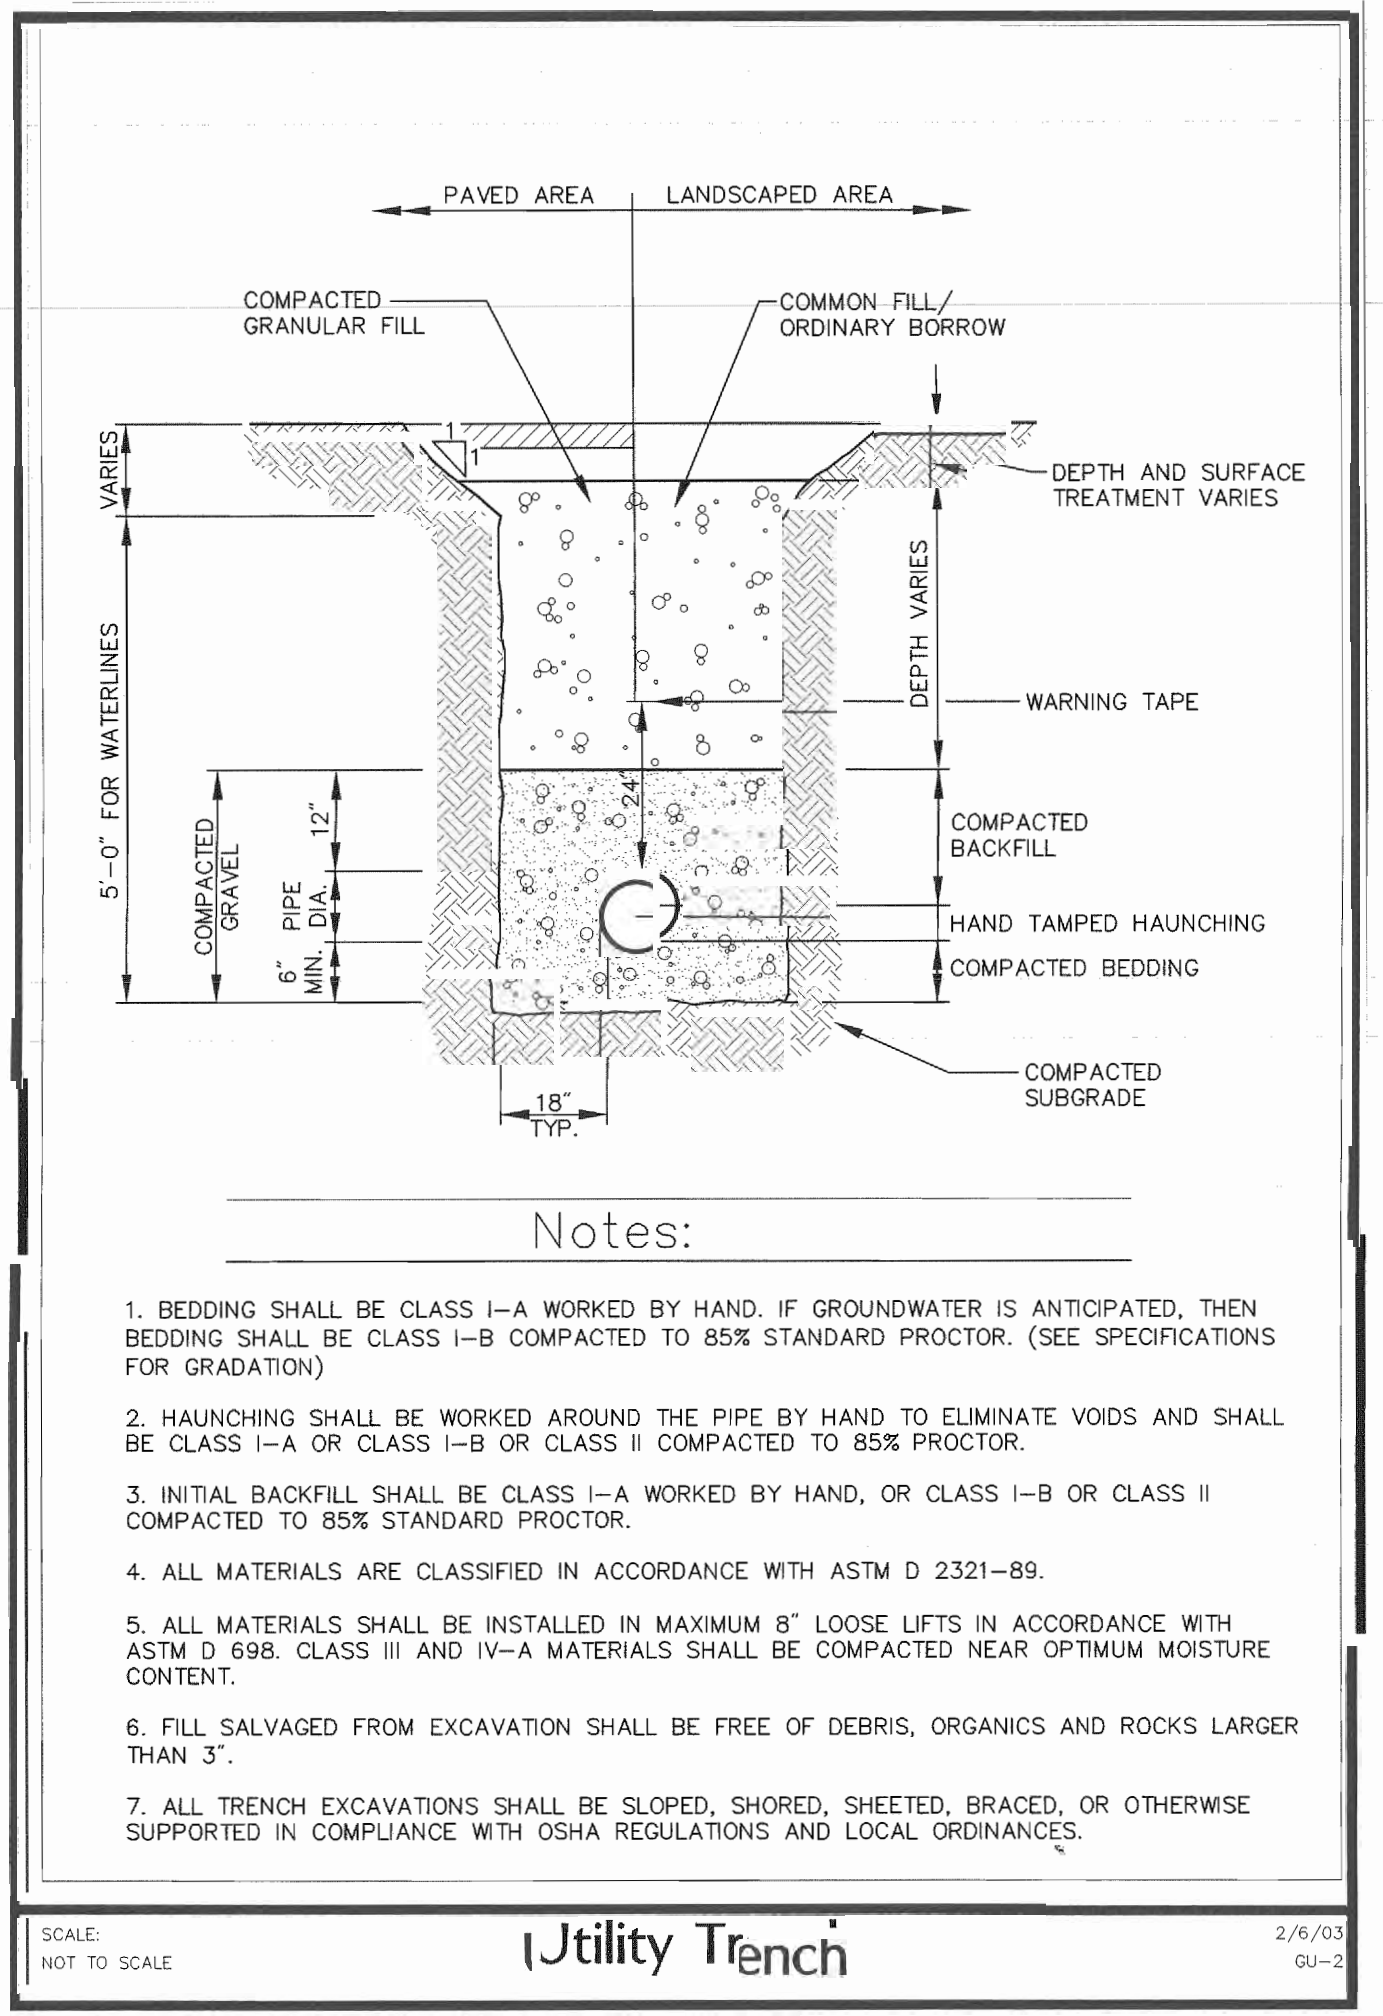 PAVED AREA
LANDSCAPED AREA
COMPACTED
GRANULAR FILL
COMMON FILL/
ORDINARY BORROW
VARIES
1
1
DEPTH AND SURFACE
TREATMENT VARIES
5'-0" FOR WATERLINES
DEPTH VARIES
WARNING TAPE
24"
COMPACTED
GRAVEL
12"
PIPE
DIA.
6"
MIN.
COMPACTED
BACKFILL
HAND TAMPED HAUNCHING
COMPACTED BEDDING
COMPACTED
SUBGRADE
18"
TYP.
Notes:
1. BEDDING SHALL BE CLASS I-A WORKED BY HAND. IF GROUNDWATER IS ANTICIPATED, THEN
BEDDING SHALL BE CLASS I-B COMPACTED TO 85% STANDARD PROCTOR. (SEE SPECIFICATIONS
FOR GRADATION)
2. HAUNCHING SHALL BE WORKED AROUND THE PIPE BY HAND TO ELIMINATE VOIDS AND SHALL
BE CLASS I-A OR CLASS I-B OR CLASS II COMPACTED TO 85% PROCTOR.
3. INITIAL BACKFILL SHALL BE CLASS I-A WORKED BY HAND, OR CLASS I-B OR CLASS II
COMPACTED TO 85% STANDARD PROCTOR.
4. ALL MATERIALS ARE CLASSIFIED IN ACCORDANCE WITH ASTM D 2321-89.
5. ALL MATERIALS SHALL BE INSTALLED IN MAXIMUM 8" LOOSE LIFTS IN ACCORDANCE WITH
ASTM D 698. CLASS III AND IV-A MATERIALS SHALL BE COMPACTED NEAR OPTIMUM MOISTURE
CONTENT.
6. FILL SALVAGED FROM EXCAVATION SHALL BE FREE OF DEBRIS, ORGANICS AND ROCKS LARGER
THAN 3".
7. ALL TRENCH EXCAVATIONS SHALL BE SLOPED, SHORED, SHEETED, BRACED, OR OTHERWISE
SUPPORTED IN COMPLIANCE WITH OSHA REGULATIONS AND LOCAL ORDINANCES.
SCALE:
NOT TO SCALE
Utility Trench
2/6/03
GU-2